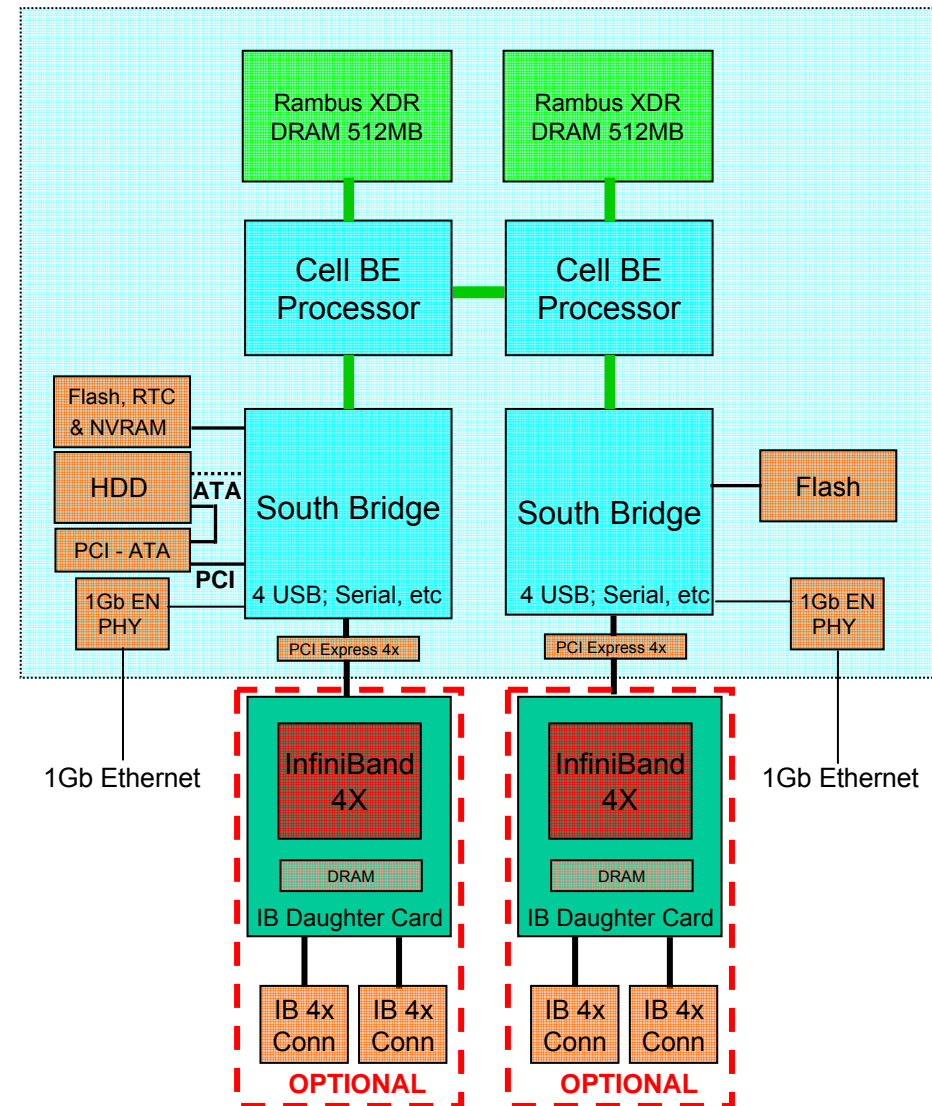 Rambus XDR
DRAM 512MB
Rambus XDR
DRAM 512MB
Cell BE
Processor
Cell BE
Processor
Flash, RTC
& NVRAM
HDD
ATA
PCI - ATA
PCI
1Gb EN
PHY
South Bridge
4 USB; Serial, etc
South Bridge
4 USB; Serial, etc
Flash
1Gb EN
PHY
PCI Express 4x
PCI Express 4x
1Gb Ethernet
InfiniBand
4X
DRAM
IB Daughter Card
InfiniBand
4X
DRAM
IB Daughter Card
1Gb Ethernet
IB 4x
Conn
IB 4x
Conn
OPTIONAL
IB 4x
Conn
IB 4x
Conn
OPTIONAL